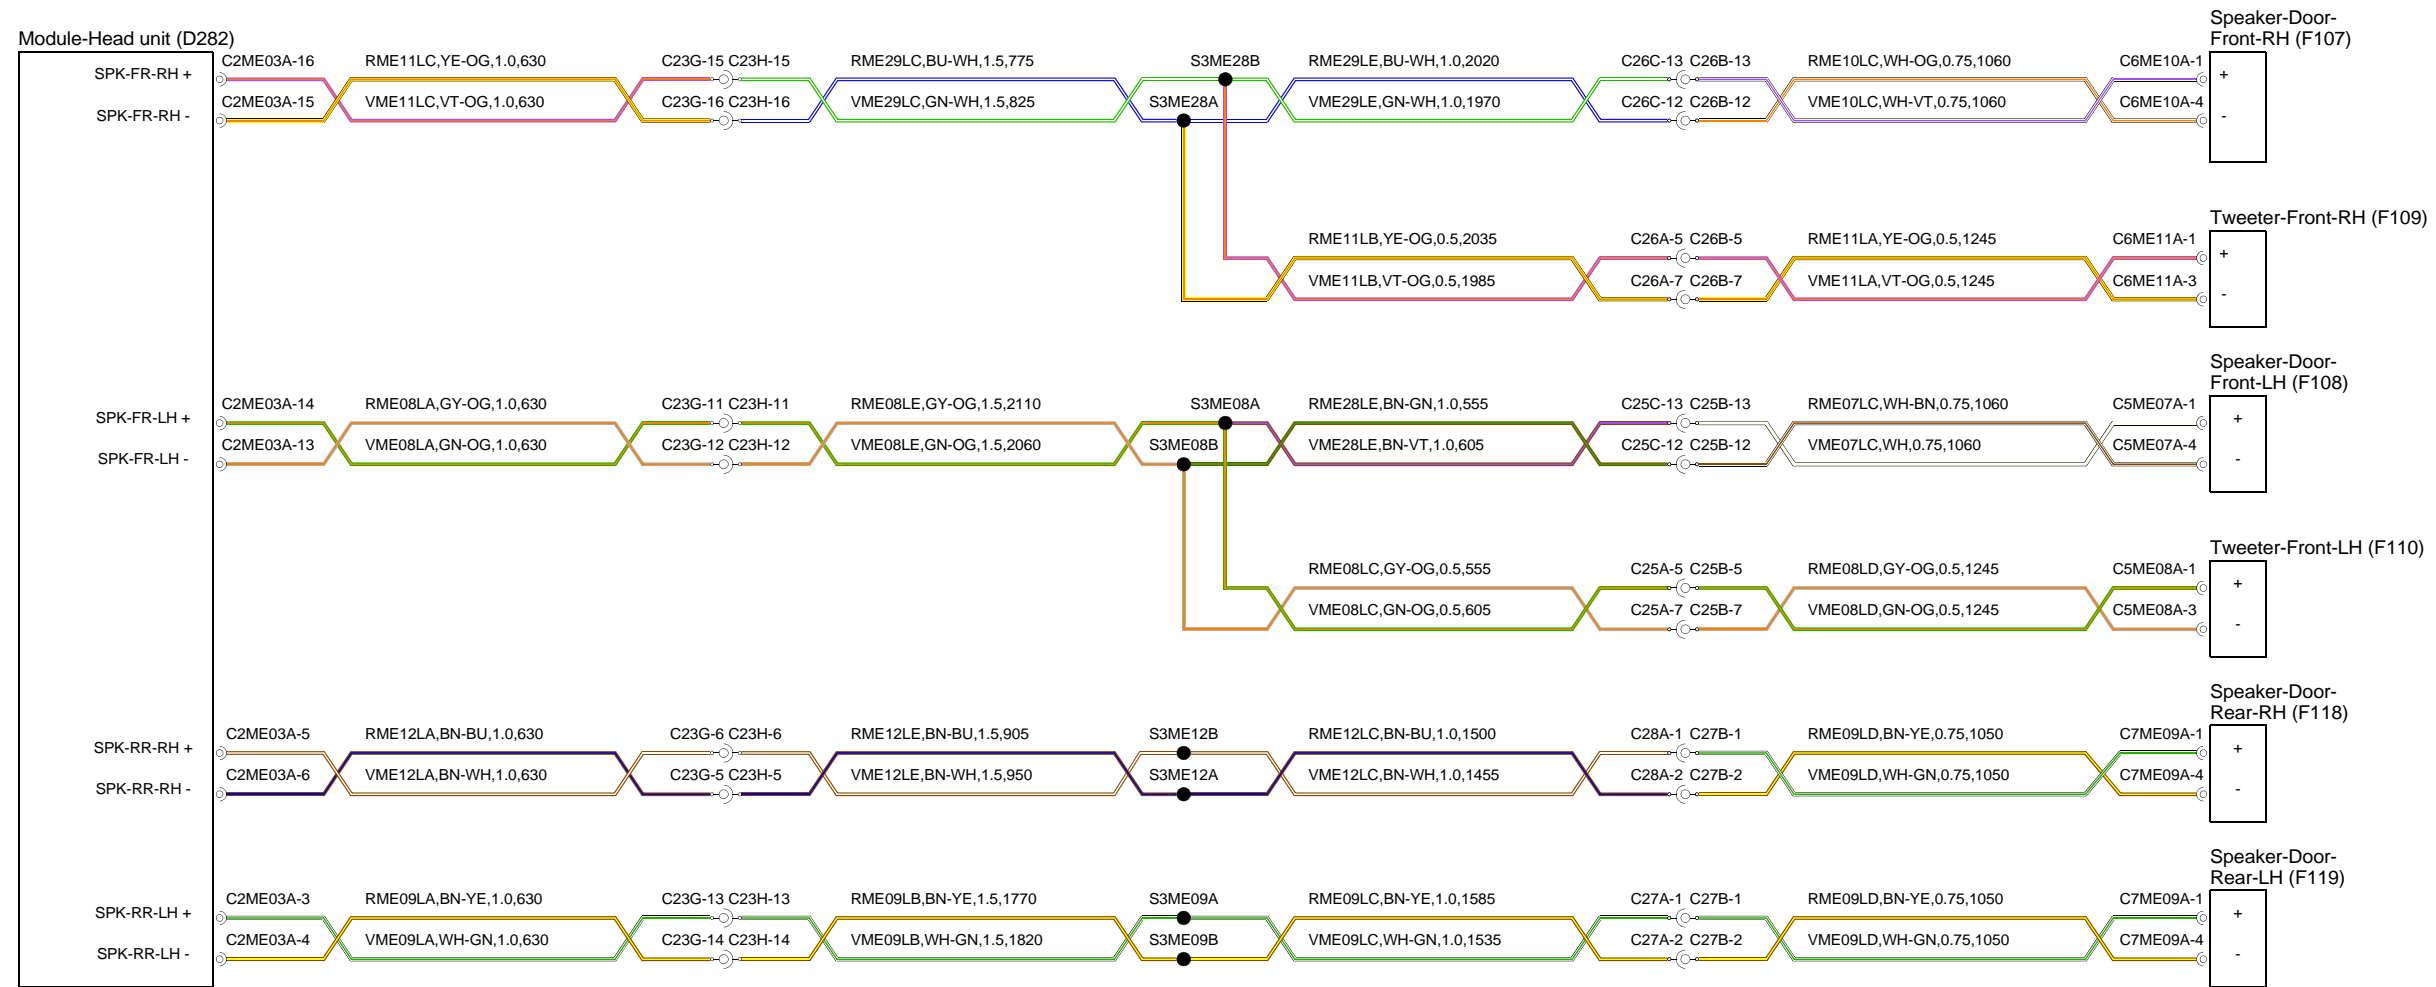 Module-Head unit (D282)
Speaker-Door-
Front-RH (F107)
SPK-FR-RH +
C2ME03A-16
RME11LC,YE-OG,1.0,630
C23G-15 C23H-15
RME29LC,BU-WH,1.5,775
S3ME28B
RME29LE,BU-WH,1.0,2020
C26C-13 C26B-13
RME10LC,WH-OG,0.75,1060
C6ME10A-1
+
SPK-FR-RH -
C2ME03A-15
VME11LC,VT-OG,1.0,630
C23G-16 C23H-16
VME29LC,GN-WH,1.5,825
S3ME28A
VME29LE,GN-WH,1.0,1970
C26C-12 C26B-12
VME10LC,WH-VT,0.75,1060
C6ME10A-4
-
Tweeter-Front-RH (F109)
RME11LB,YE-OG,0.5,2035
C26A-5 C26B-5
RME11LA,YE-OG,0.5,1245
C6ME11A-1
+
VME11LB,VT-OG,0.5,1985
C26A-7 C26B-7
VME11LA,VT-OG,0.5,1245
C6ME11A-3
-
Speaker-Door-
Front-LH (F108)
SPK-FR-LH +
C2ME03A-14
RME08LA,GY-OG,1.0,630
C23G-11 C23H-11
RME08LE,GY-OG,1.5,2110
S3ME08A
RME28LE,BN-GN,1.0,555
C25C-13 C25B-13
RME07LC,WH-BN,0.75,1060
C5ME07A-1
+
SPK-FR-LH -
C2ME03A-13
VME08LA,GN-OG,1.0,630
C23G-12 C23H-12
VME08LE,GN-OG,1.5,2060
S3ME08B
VME28LE,BN-VT,1.0,605
C25C-12 C25B-12
VME07LC,WH,0.75,1060
C5ME07A-4
-
Tweeter-Front-LH (F110)
RME08LC,GY-OG,0.5,555
C25A-5 C25B-5
RME08LD,GY-OG,0.5,1245
C5ME08A-1
+
VME08LC,GN-OG,0.5,605
C25A-7 C25B-7
VME08LD,GN-OG,0.5,1245
C5ME08A-3
-
Speaker-Door-
Rear-RH (F118)
SPK-RR-RH +
C2ME03A-5
RME12LA,BN-BU,1.0,630
C23G-6 C23H-6
RME12LE,BN-BU,1.5,905
S3ME12B
RME12LC,BN-BU,1.0,1500
C28A-1 C27B-1
RME09LD,BN-YE,0.75,1050
C7ME09A-1
+
SPK-RR-RH -
C2ME03A-6
VME12LA,BN-WH,1.0,630
C23G-5 C23H-5
VME12LE,BN-WH,1.5,950
S3ME12A
VME12LC,BN-WH,1.0,1455
C28A-2 C27B-2
VME09LD,WH-GN,0.75,1050
C7ME09A-4
-
Speaker-Door-
Rear-LH (F119)
SPK-RR-LH +
C2ME03A-3
RME09LA,BN-YE,1.0,630
C23G-13 C23H-13
RME09LB,BN-YE,1.5,1770
S3ME09A
RME09LC,BN-YE,1.0,1585
C27A-1 C27B-1
RME09LD,BN-YE,0.75,1050
C7ME09A-1
+
SPK-RR-LH -
C2ME03A-4
VME09LA,WH-GN,1.0,630
C23G-14 C23H-14
VME09LB,WH-GN,1.5,1820
S3ME09B
VME09LC,WH-GN,1.0,1535
C27A-2 C27B-2
VME09LD,WH-GN,0.75,1050
C7ME09A-4
-